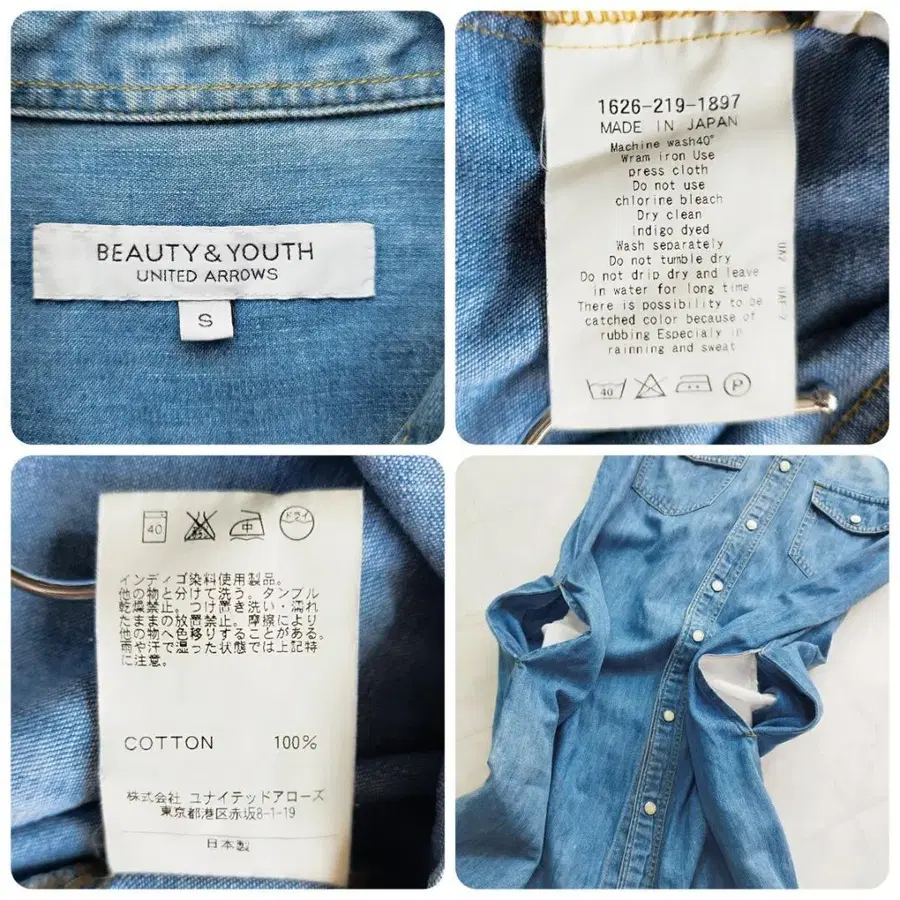 BEAUTY & YOUTH
UNITED ARROWS
S
1626-219-1897
MADE IN JAPAN
Machine wash40°
Wram iron Use
press cloth
Do not use
chlorine bleach
Dry clean
Indigo dyed
Wash separately
Do not tumble dry
Do not drip dry and leave
in water for long time
There is possibility to be
catched color because of
rubbing Especialy in
rainning and sweat
40
P
40
中
ドライ
インディゴ染料使用製品。
他の物と分けて洗う。タンブル
乾燥禁止。つけ置き洗い・濡れ
たままの放置禁止。摩擦により
他の物へ色移りすることがある。
雨や汗で湿った状態では上記特
に注意。
COTTON 100%
株式会社 ユナイテッドアローズ
東京都港区赤坂8-1-19
日本製